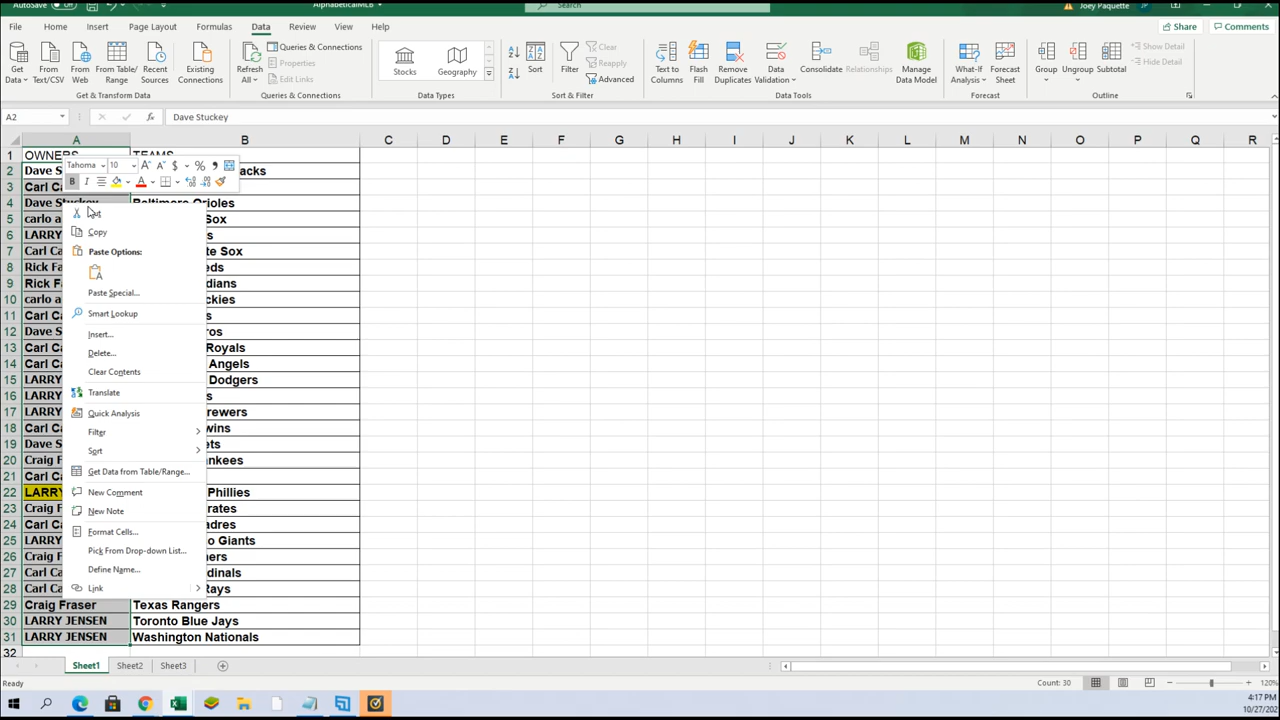 AutoSave Off AlphabeticalMLB Search Joey Paquette
File Home Insert Page Layout Formulas Data Review View Help Share Comments
Get Data From Text/CSV From Web From Table/Range Recent Sources Existing Connections
Get & Transform Data
Refresh All Queries & Connections Properties Edit Links
Queries & Connections
Stocks Geography
Data Types
Sort Filter Clear Reapply Advanced
Sort & Filter
Text to Columns Flash Fill Remove Duplicates Data Validation Consolidate Relationships Manage Data Model
Data Tools
What-If Analysis Forecast Sheet
Forecast
Group Ungroup Subtotal Show Detail Hide Detail
Outline
A2 fx Dave Stuckey
A B C D E F G H I J K L M N O P Q R
1 OWNERS TEAMS
2 Dave S acks
3 Carl Ca
4 Dave Stuckey Baltimore Orioles
5 carlo a Sox
6 LARRY s
7 Carl Ca te Sox
8 Rick Fa eds
9 Rick Fa dians
10 carlo a ckies
11 Carl Ca s
12 Dave S ros
13 Carl Ca Royals
14 Carl Ca Angels
15 LARRY Dodgers
16 LARRY s
17 LARRY rewers
18 Carl Ca wins
19 Dave S ets
20 Craig F ankees
21 Carl Ca
22 LARRY Phillies
23 Craig F rates
24 Carl Ca adres
25 LARRY o Giants
26 Craig F ners
27 Carl Ca dinals
28 Carl Ca Rays
29 Craig Fraser Texas Rangers
30 LARRY JENSEN Toronto Blue Jays
31 LARRY JENSEN Washington Nationals
32
Tahoma 10 A A $ % ,
B I A
Cut
Copy
Paste Options:
Paste Special...
Smart Lookup
Insert...
Delete...
Clear Contents
Translate
Quick Analysis
Filter
Sort
Get Data from Table/Range...
New Comment
New Note
Format Cells...
Pick From Drop-down List...
Define Name...
Link
Sheet1 Sheet2 Sheet3
Ready Count: 30 120%
4:17 PM
10/27/202